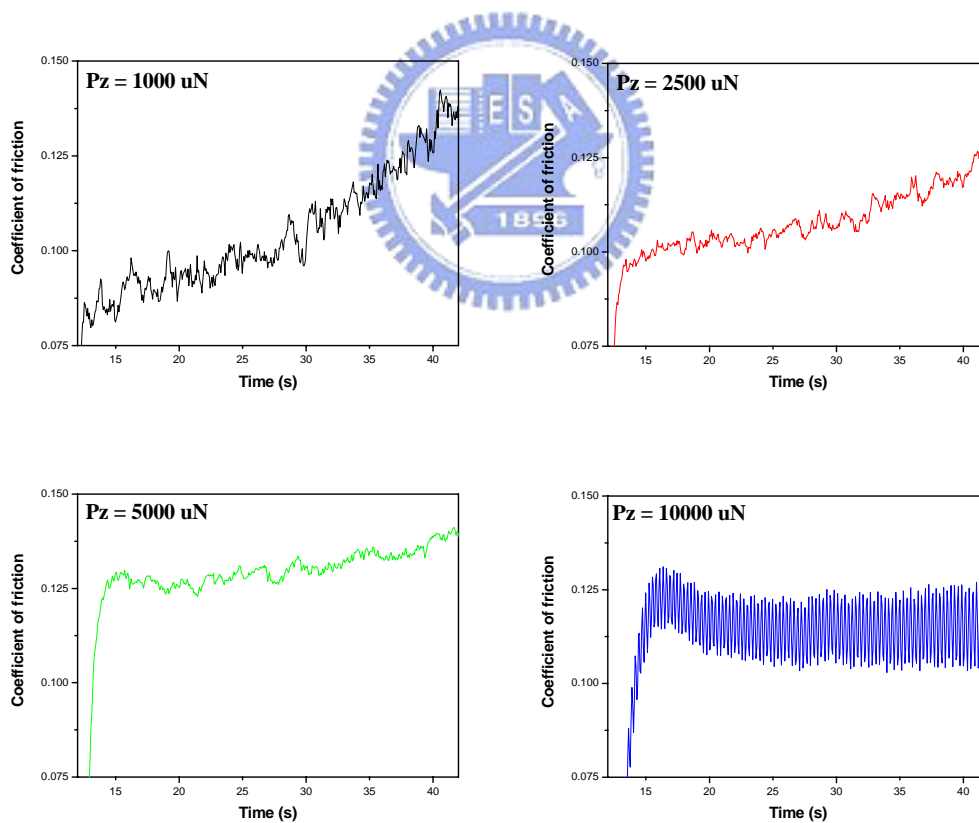 Pz = 1000 uN
Coefficient of friction
0.150
0.125
0.100
0.075
15 20 25 30 35 40
Time (s)
Pz = 2500 uN
Coefficient of friction
0.150
0.125
0.100
0.075
15 20 25 30 35 40
Time (s)
ESA
1896
Pz = 5000 uN
Coefficient of friction
0.150
0.125
0.100
0.075
15 20 25 30 35 40
Time (s)
Pz = 10000 uN
Coefficient of friction
0.150
0.125
0.100
0.075
15 20 25 30 35 40
Time (s)